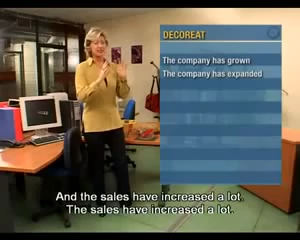 DECOREAT
The company has grown
The company has expanded
And the sales have increased a lot.
The sales have increased a lot.